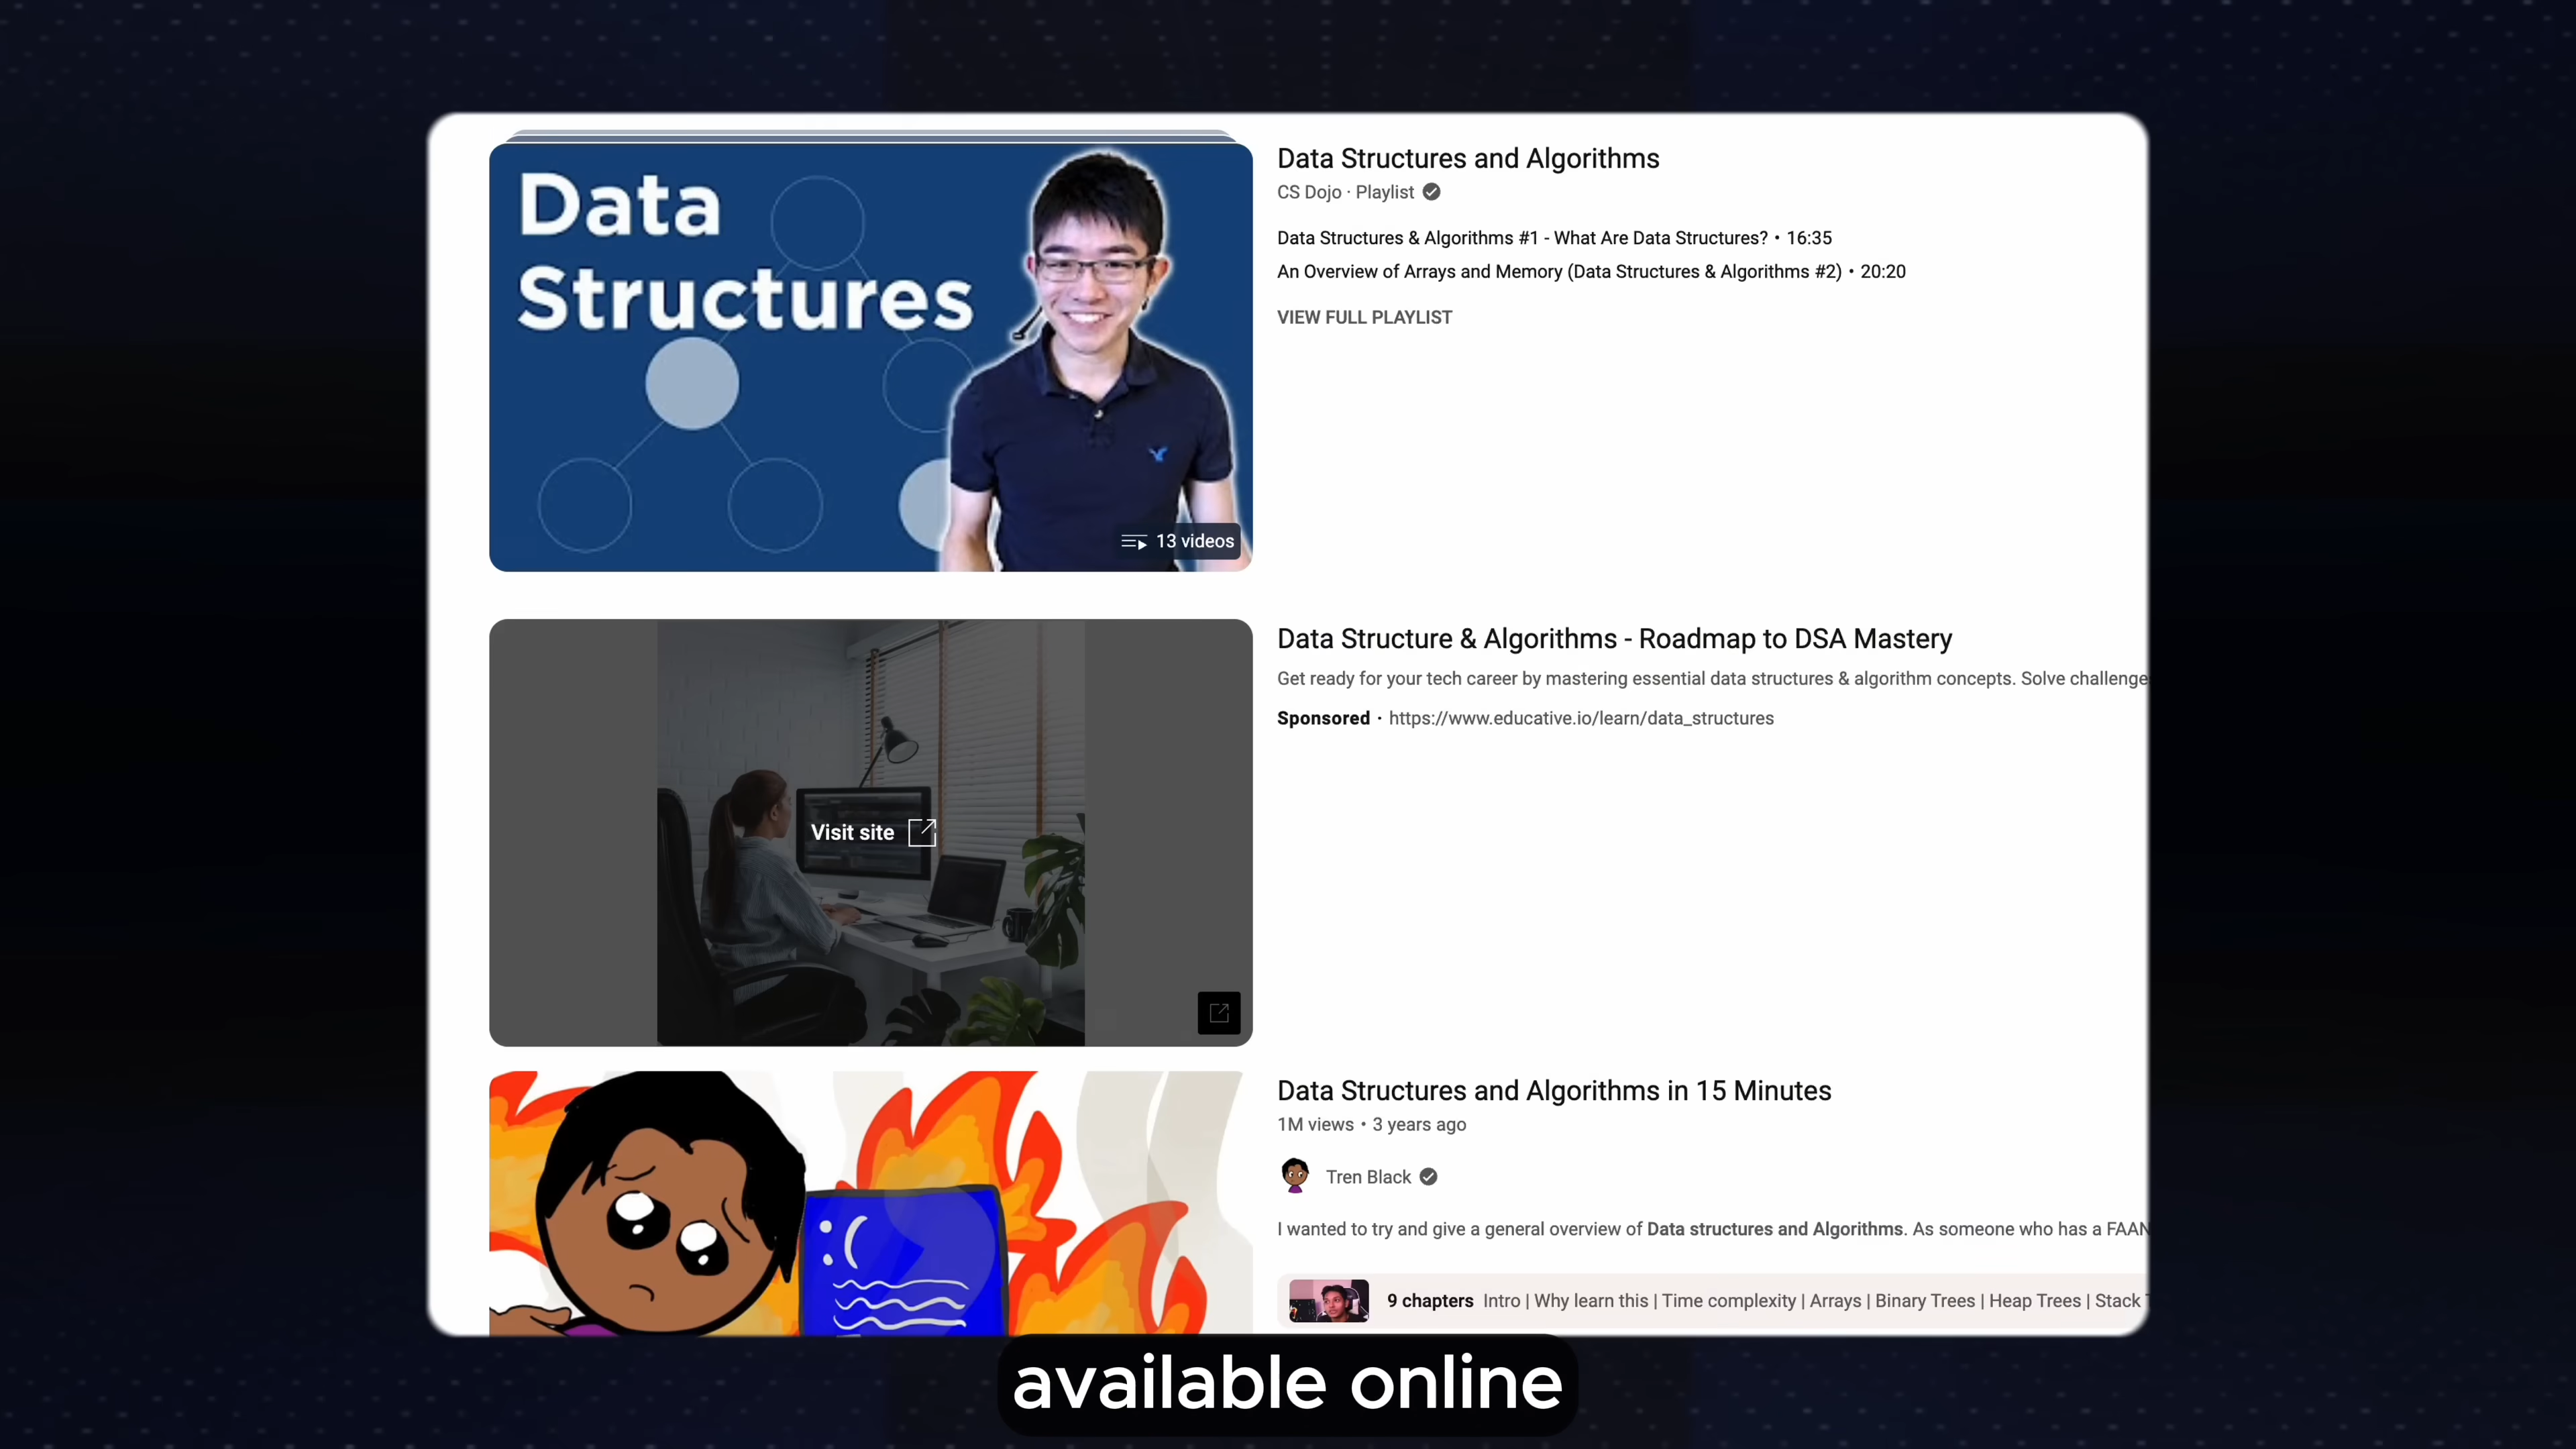 Data
Structures
13 videos
Data Structures and Algorithms
CS Dojo · Playlist
Data Structures & Algorithms #1 - What Are Data Structures? • 16:35
An Overview of Arrays and Memory (Data Structures & Algorithms #2) • 20:20
VIEW FULL PLAYLIST
Visit site
Data Structure & Algorithms - Roadmap to DSA Mastery
Get ready for your tech career by mastering essential data structures & algorithm concepts. Solve challenge
Sponsored · https://www.educative.io/learn/data_structures
Data Structures and Algorithms in 15 Minutes
1M views • 3 years ago
Tren Black
I wanted to try and give a general overview of Data structures and Algorithms. As someone who has a FAAN
9 chapters Intro | Why learn this | Time complexity | Arrays | Binary Trees | Heap Trees | Stack
available online